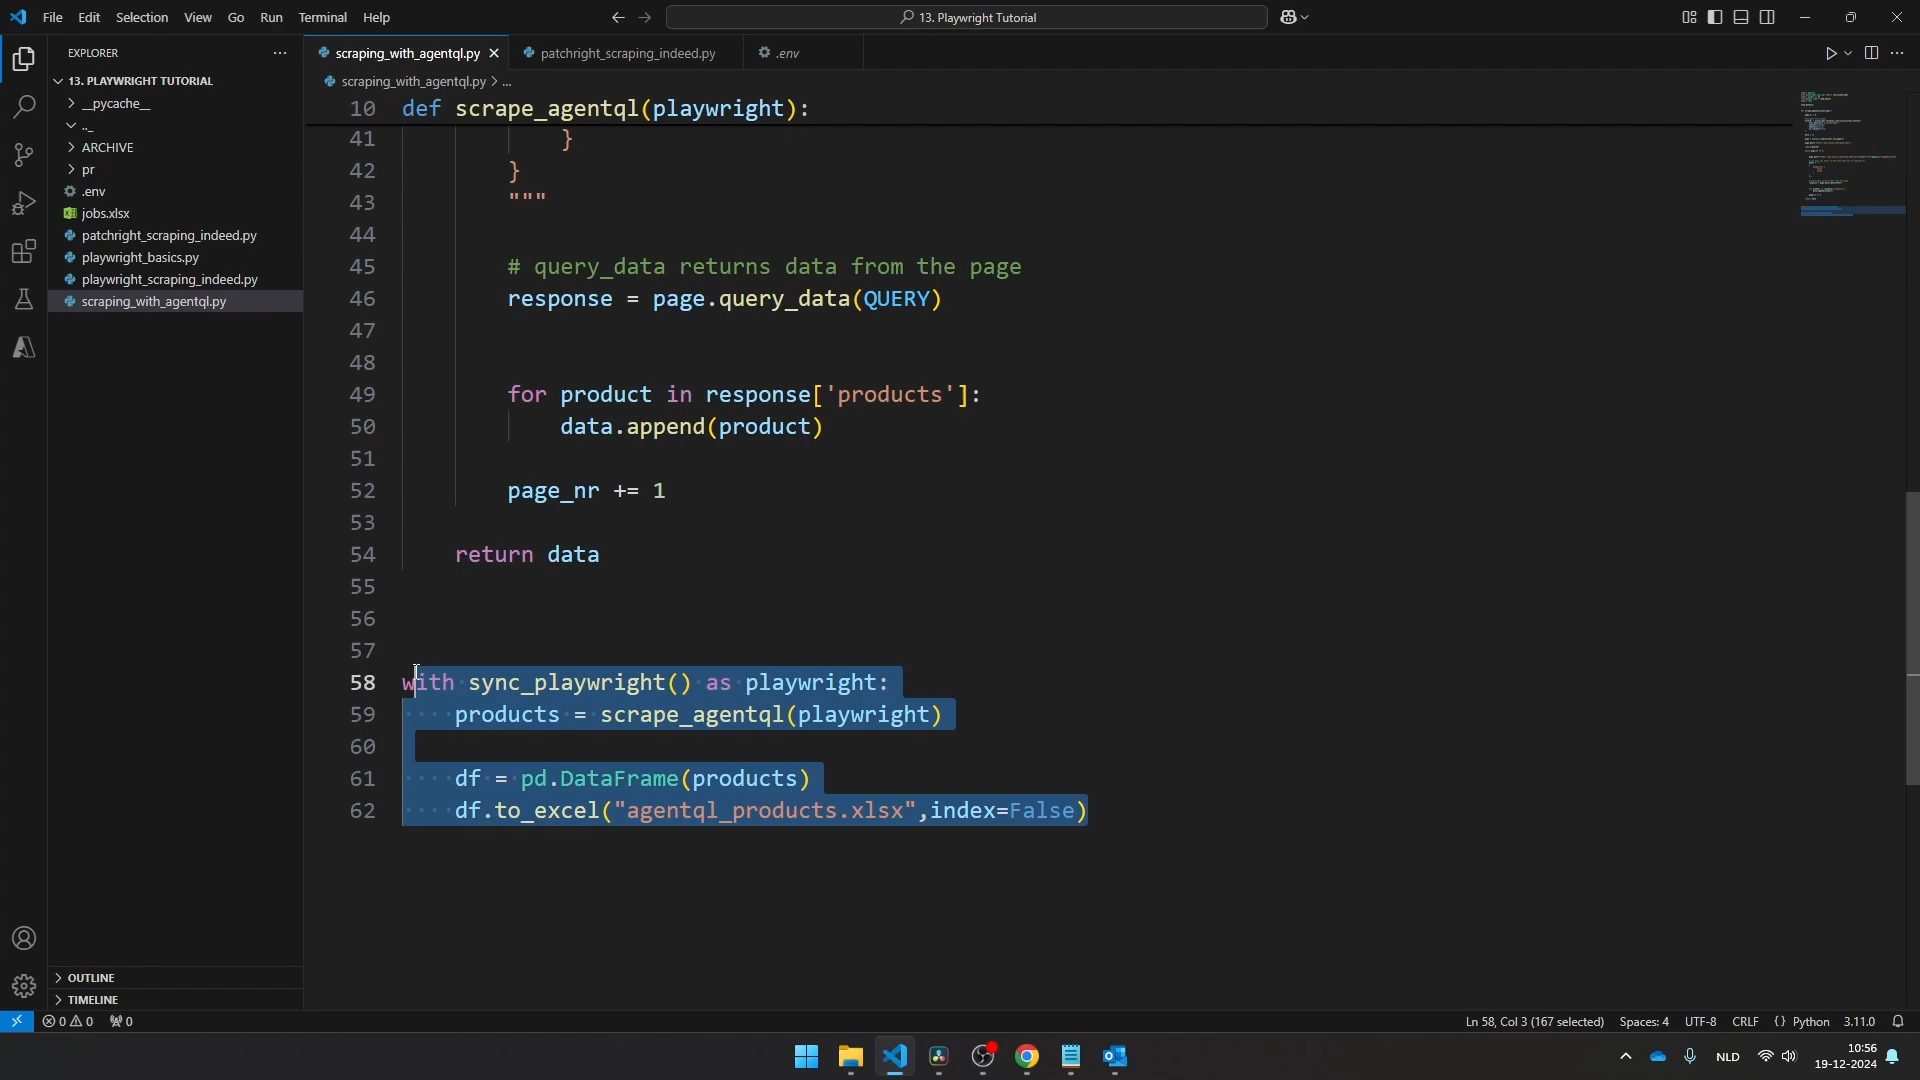 File Edit Selection View Go Run Terminal Help
13. Playwright Tutorial
EXPLORER
13. PLAYWRIGHT TUTORIAL
__pycache__
.._
ARCHIVE
pr
.env
jobs.xlsx
patchright_scraping_indeed.py
playwright_basics.py
playwright_scraping_indeed.py
scraping_with_agentql.py
OUTLINE
TIMELINE
scraping_with_agentql.py patchright_scraping_indeed.py .env
scraping_with_agentql.py > ...
10 def scrape_agentql(playwright):
41 }
42 }
43 """
44
45 # query_data returns data from the page
46 response = page.query_data(QUERY)
47
48
49 for product in response['products']:
50 data.append(product)
51
52 page_nr += 1
53
54 return data
55
56
57
58 with sync_playwright() as playwright:
59 products = scrape_agentql(playwright)
60
61 df = pd.DataFrame(products)
62 df.to_excel("agentql_products.xlsx",index=False)
0 0 0
Ln 58, Col 3 (167 selected) Spaces: 4 UTF-8 CRLF {} Python 3.11.0
NLD
10:56
19-12-2024